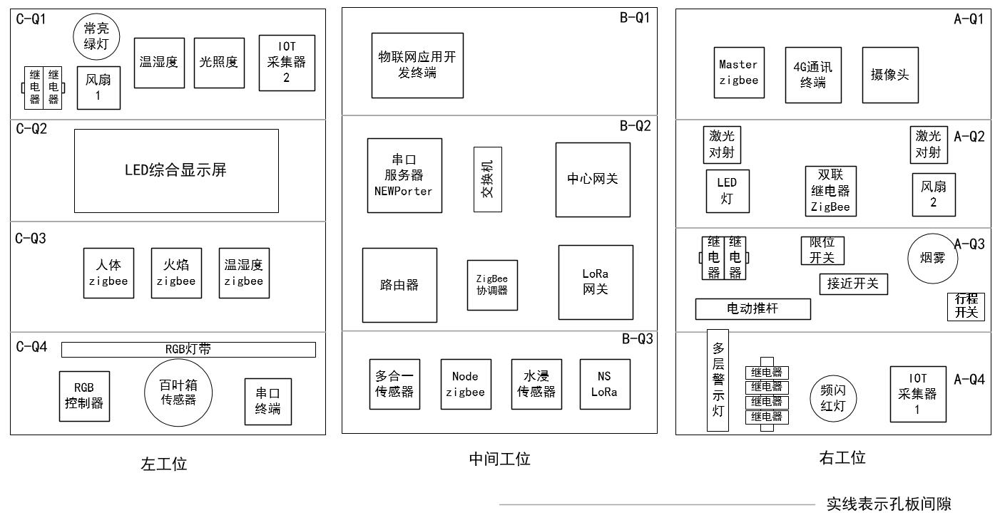 C-Q1
常亮
绿灯
继
电
器
继
电
器
风扇
1
温湿度
光照度
IOT
采集器
2
C-Q2
LED综合显示屏
C-Q3
人体
zigbee
火焰
zigbee
温湿度
zigbee
C-Q4
RGB灯带
RGB
控制器
百叶箱
传感器
串口
终端
左工位
B-Q1
物联网应用开
发终端
B-Q2
串口
服务器
NEWPorter
交换机
中心网关
路由器
ZigBee
协调器
LoRa
网关
B-Q3
多合一
传感器
Node
zigbee
水浸
传感器
NS
LoRa
中间工位
A-Q1
Master
zigbee
4G通讯
终端
摄像头
A-Q2
激光
对射
激光
对射
LED
灯
双联
继电器
ZigBee
风扇
2
A-Q3
继
电
器
继
电
器
限位
开关
烟雾
接近开关
电动推杆
行程
开关
A-Q4
多
层
警
示
灯
继电器
继电器
继电器
继电器
频闪
红灯
IOT
采集器
1
右工位
实线表示孔板间隙